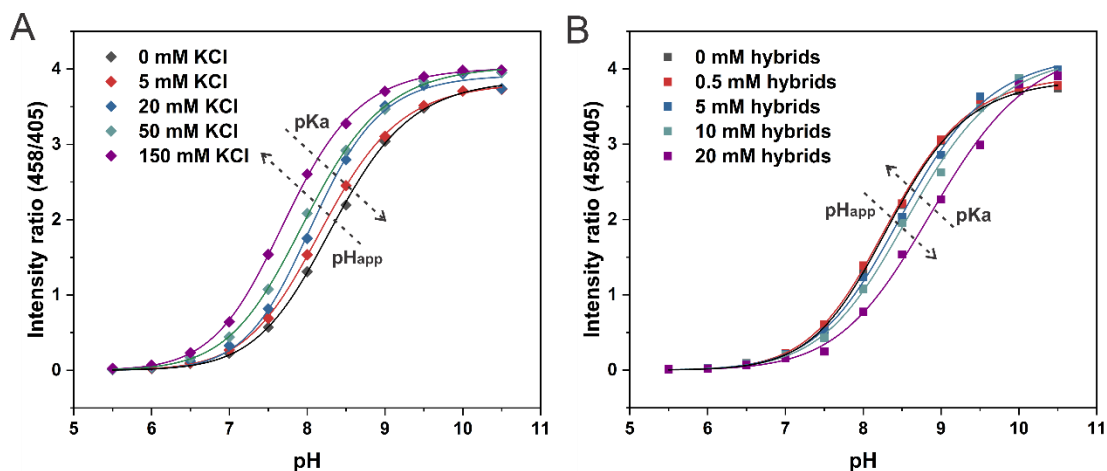 A
0 mM KCl
5 mM KCl
20 mM KCl
50 mM KCl
150 mM KCl
pKa
pHapp
Intensity ratio (458/405)
4
3
2
1
0
5 6 7 8 9 10 11
pH
B
0 mM hybrids
0.5 mM hybrids
5 mM hybrids
10 mM hybrids
20 mM hybrids
pHapp
pKa
Intensity ratio (458/405)
4
3
2
1
0
5 6 7 8 9 10 11
pH